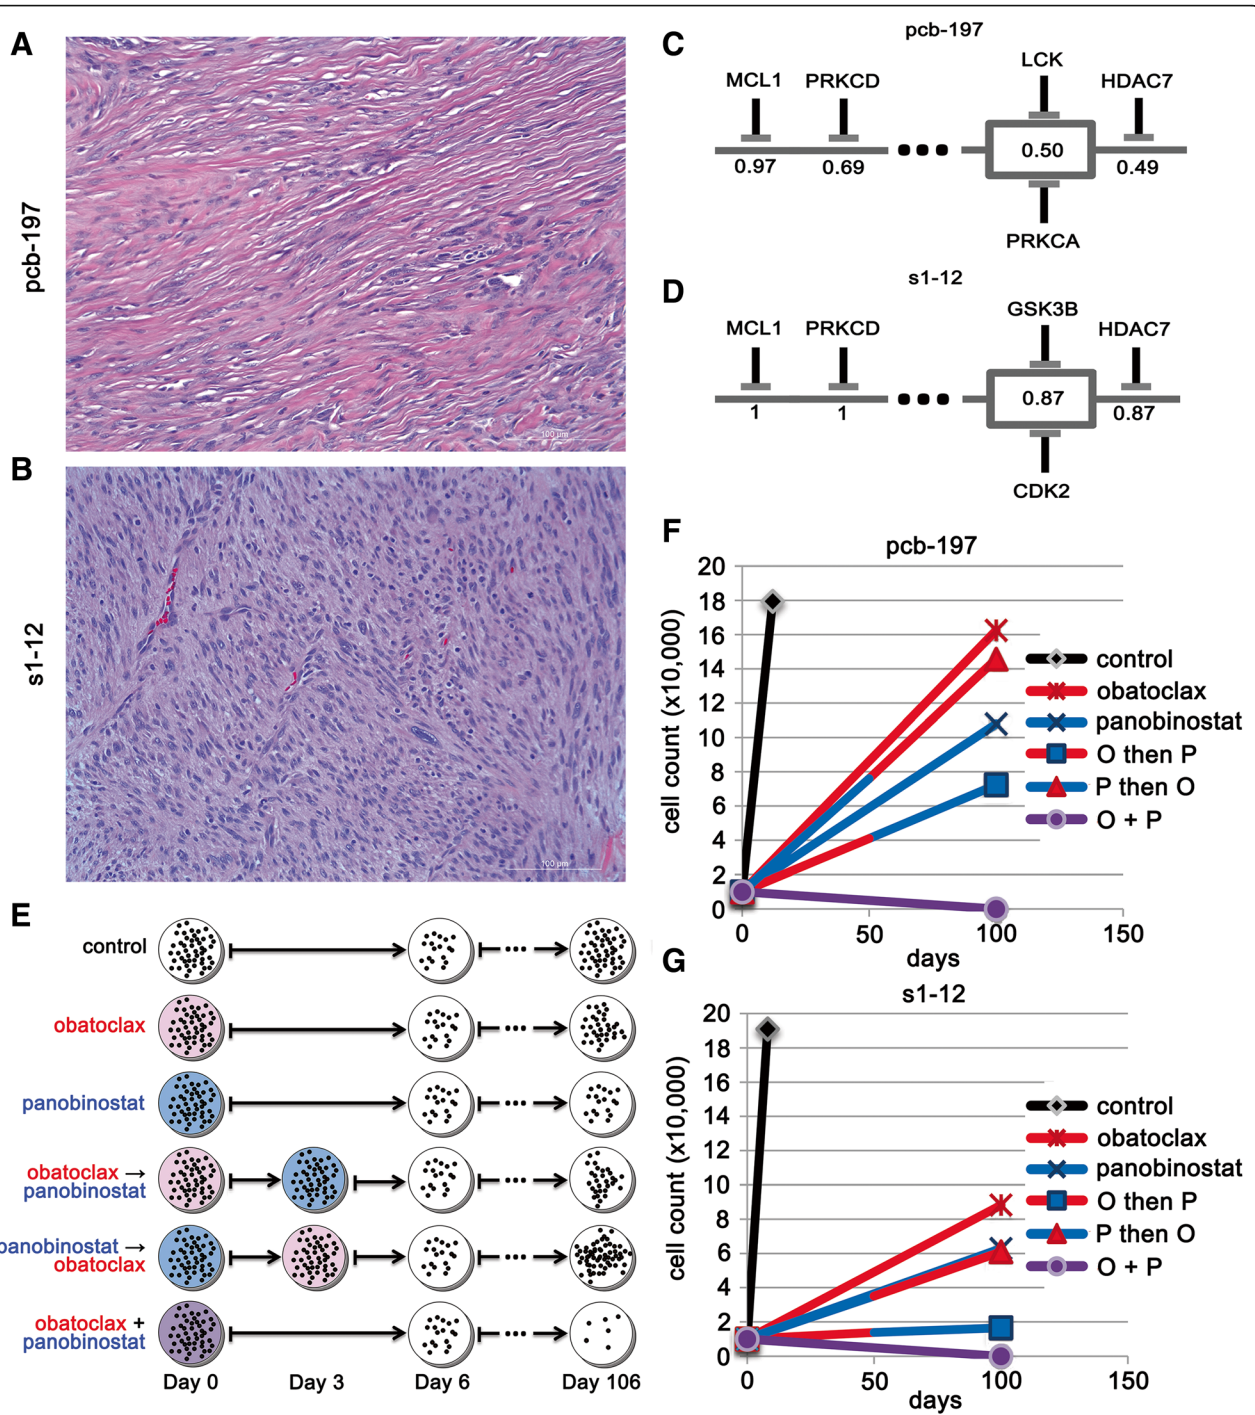 A
pcb-197
100 µm
B
s1-12
100 µm
C
pcb-197
MCL1 PRKCD LCK HDAC7
0.97 0.69 0.50 0.49
PRKCA
D
s1-12
MCL1 PRKCD GSK3B HDAC7
1 1 0.87 0.87
CDK2
E
control
obatoclax
panobinostat
obatoclax →
panobinostat
panobinostat →
obatoclax
obatoclax +
panobinostat
Day 0 Day 3 Day 6 Day 106
F
pcb-197
cell count (x10,000)
20
18
16
14
12
10
8
6
4
2
0
0 50 100 150
days
control
obatoclax
panobinostat
O then P
P then O
O + P
G
s1-12
cell count (x10,000)
20
18
16
14
12
10
8
6
4
2
0
0 50 100 150
days
control
obatoclax
panobinostat
O then P
P then O
O + P